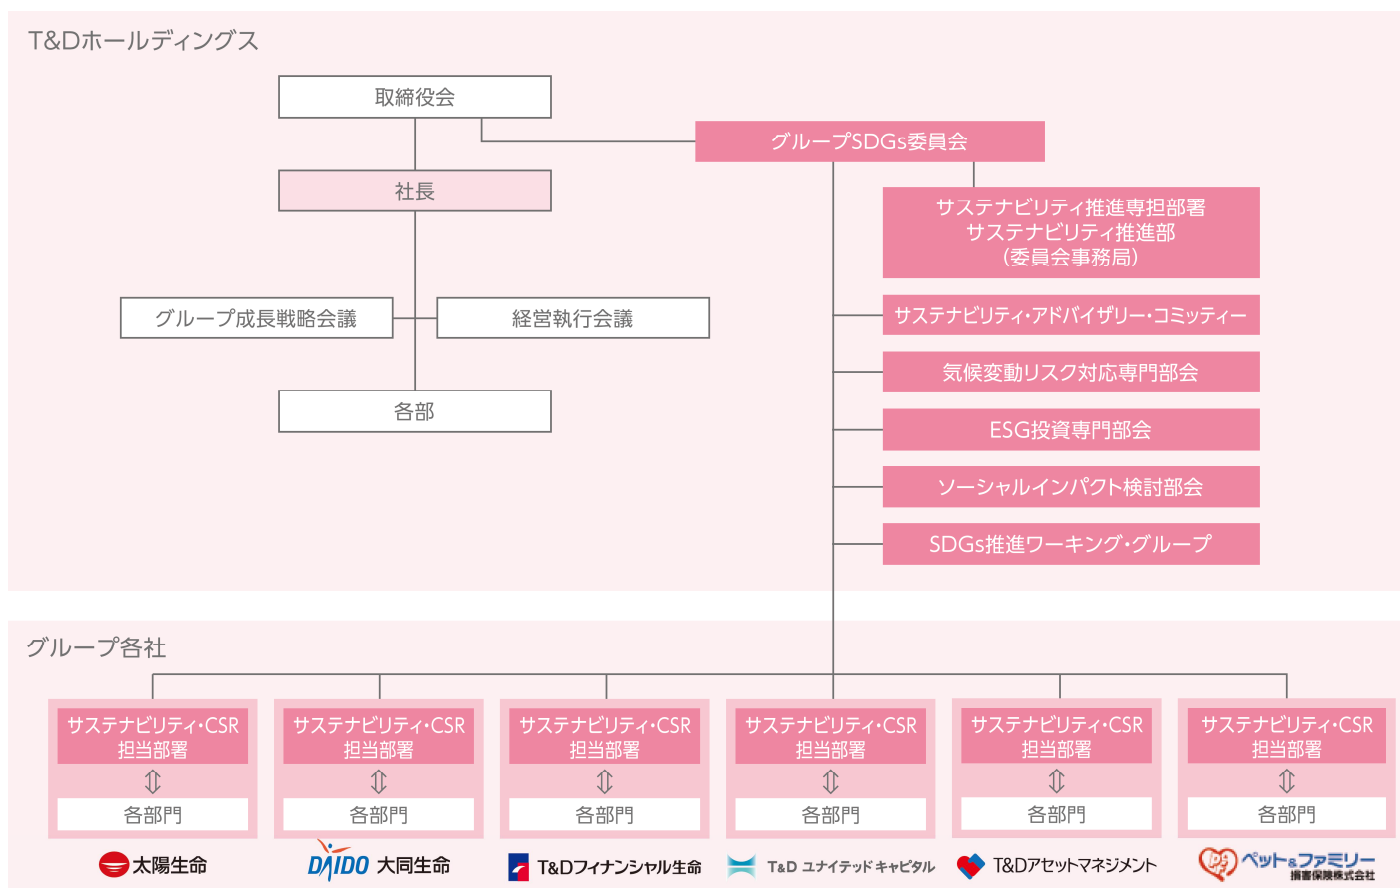 T&Dホールディングス
取締役会
グループSDGs委員会
社長
サステナビリティ推進専担部署
サステナビリティ推進部
（委員会事務局）
グループ成長戦略会議
経営執行会議
サステナビリティ・アドバイザリー・コミッティー
気候変動リスク対応専門部会
各部
ESG投資専門部会
ソーシャルインパクト検討部会
SDGs推進ワーキング・グループ
グループ各社
サステナビリティ・CSR
担当部署
各部門
太陽生命
サステナビリティ・CSR
担当部署
各部門
DAIDO 大同生命
サステナビリティ・CSR
担当部署
各部門
T&Dフィナンシャル生命
サステナビリティ・CSR
担当部署
各部門
T&D ユナイテッド キャピタル
サステナビリティ・CSR
担当部署
各部門
T&Dアセットマネジメント
サステナビリティ・CSR
担当部署
各部門
ペット&ファミリー
損害保険株式会社